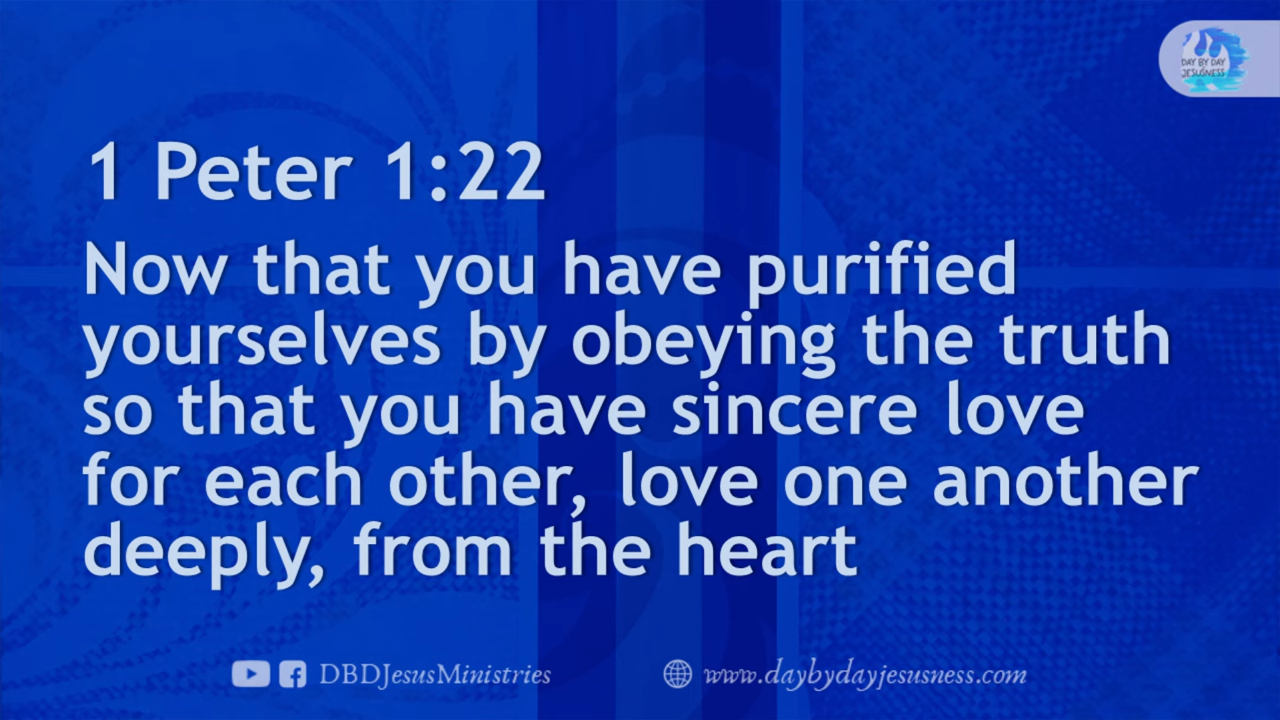 DAY BY DAY
JESUSNESS
1 Peter 1:22
Now that you have purified
yourselves by obeying the truth
so that you have sincere love
for each other, love one another
deeply, from the heart
DBDJesusMinistries
www.daybydayjesusness.com